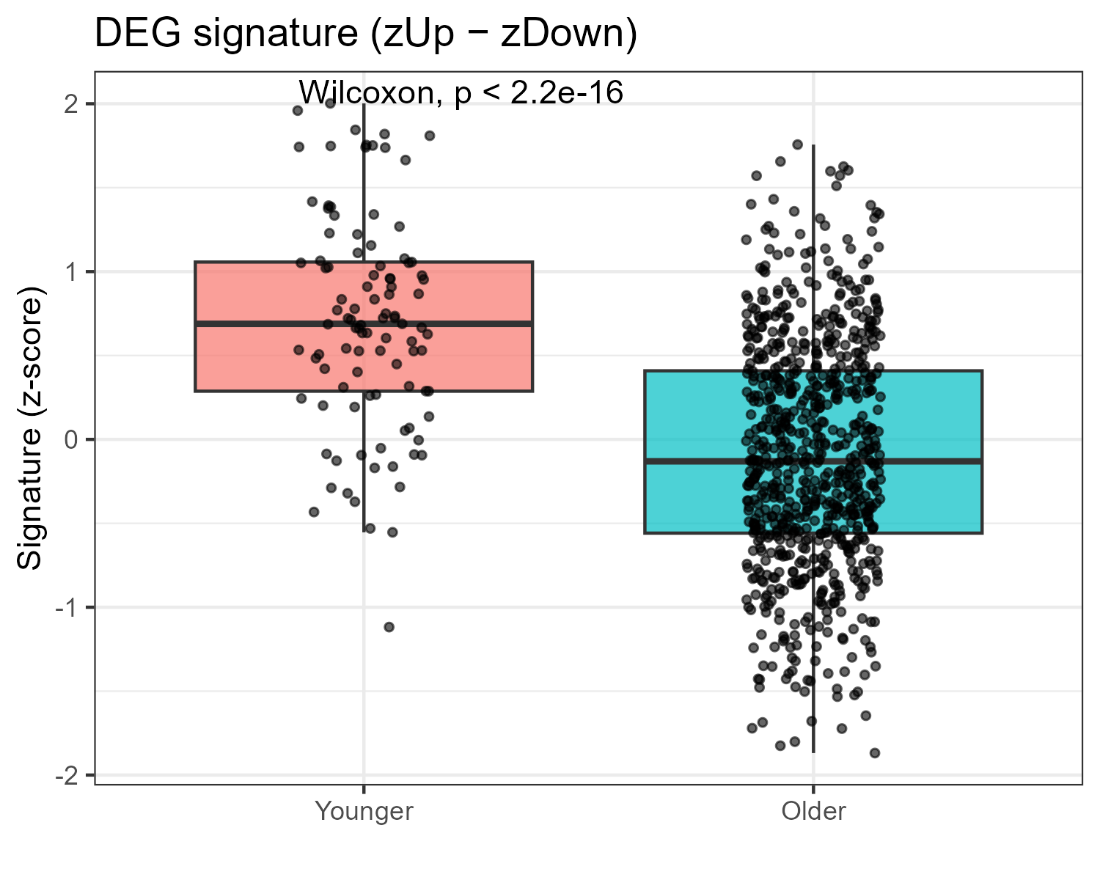 DEG signature (zUp − zDown)
Wilcoxon, p < 2.2e-16
Signature (z-score)
2
1
0
-1
-2
Younger
Older